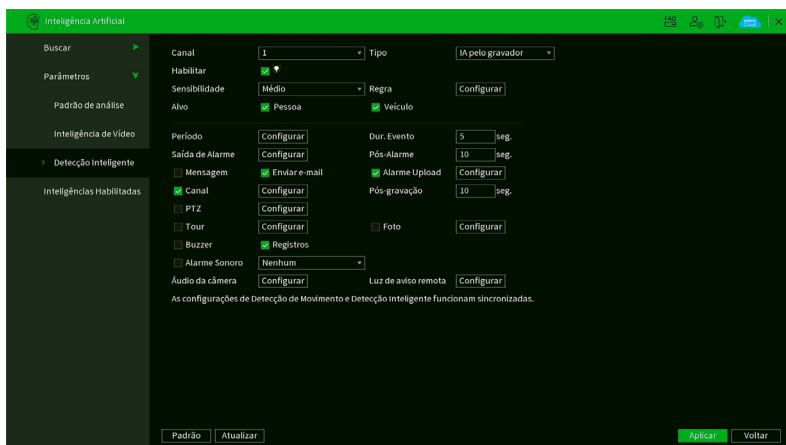 Inteligência Artificial
FAQ
Buscar
Parâmetros
Padrão de análise
Inteligência de Vídeo
Detecção Inteligente
Inteligências Habilitadas
Canal 1 Tipo IA pelo gravador
Habilitar
Sensibilidade Médio Regra Configurar
Alvo Pessoa Veículo
Período Configurar Dur. Evento 5 seg.
Saída de Alarme Configurar Pós-Alarme 10 seg.
Mensagem Enviar e-mail Alarme Upload Configurar
Canal Configurar Pós-gravação 10 seg.
PTZ Configurar
Tour Configurar Foto Configurar
Buzzer Registros
Alarme Sonoro Nenhum
Áudio da câmera Configurar Luz de aviso remota Configurar
As configurações de Detecção de Movimento e Detecção Inteligente funcionam sincronizadas.
Padrão Atualizar Aplicar Voltar